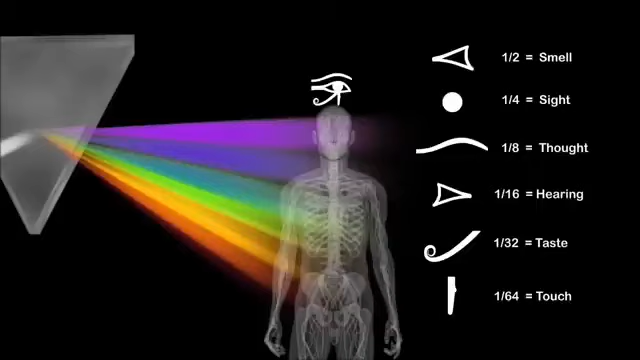 1/2 = Smell
1/4 = Sight
1/8 = Thought
1/16 = Hearing
1/32 = Taste
1/64 = Touch